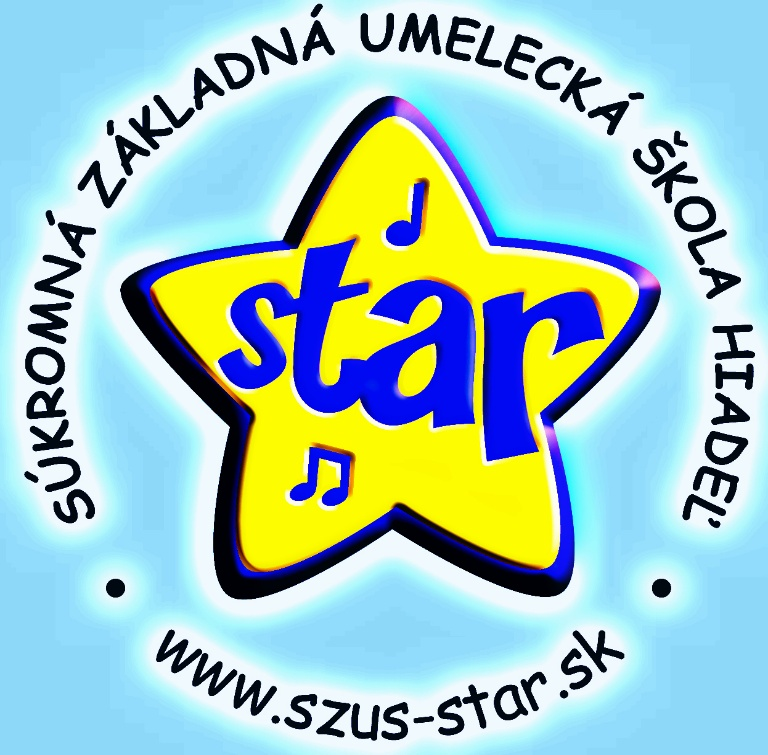 SÚKROMNÁ ZÁKLADNÁ UMELECKÁ ŠKOLA HIADEĽ
star
www.szus-star.sk